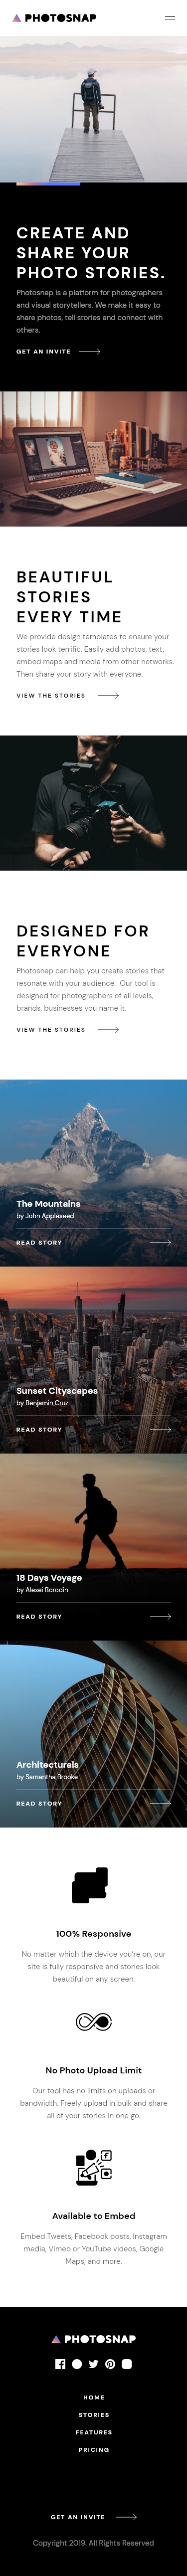 PHOTOSNAP
CREATE AND
SHARE YOUR
PHOTO STORIES.
Photosnap is a platform for photographers
and visual storytellers. We make it easy to
share photos, tell stories and connect with
others.
GET AN INVITE
BEAUTIFUL
STORIES
EVERY TIME
We provide design templates to ensure your
stories look terrific. Easily add photos, text,
embed maps and media from other networks.
Then share your story with everyone.
VIEW THE STORIES
DESIGNED FOR
EVERYONE
Photosnap can help you create stories that
resonate with your audience. Our tool is
designed for photographers of all levels,
brands, businesses you name it.
VIEW THE STORIES
The Mountains
by John Appleseed
READ STORY
Sunset Cityscapes
by Benjamin Cruz
READ STORY
18 Days Voyage
by Alexei Borodin
READ STORY
Architecturals
by Samantha Brooke
READ STORY
100% Responsive
No matter which the device you're on, our
site is fully responsive and stories look
beautiful on any screen.
No Photo Upload Limit
Our tool has no limits on uploads or
bandwidth. Freely upload in bulk and share
all of your stories in one go.
Available to Embed
Embed Tweets, Facebook posts, Instagram
media, Vimeo or YouTube videos, Google
Maps, and more.
PHOTOSNAP
HOME
STORIES
FEATURES
PRICING
GET AN INVITE
Copyright 2019. All Rights Reserved